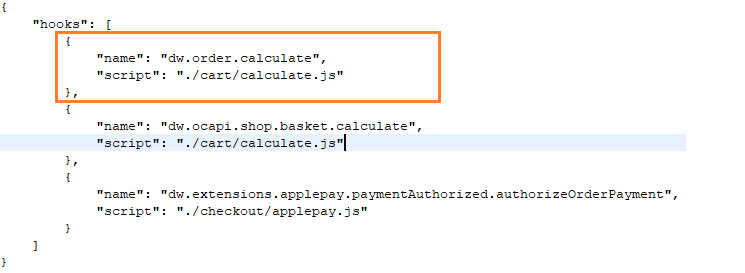 {
    "hooks": [
        {
            "name": "dw.order.calculate",
            "script": "./cart/calculate.js"
        },
        {
            "name": "dw.ocapi.shop.basket.calculate",
            "script": "./cart/calculate.js"
        },
        {
            "name": "dw.extensions.applepay.paymentAuthorized.authorizeOrderPayment",
            "script": "./checkout/applepay.js"
        }
    ]
}